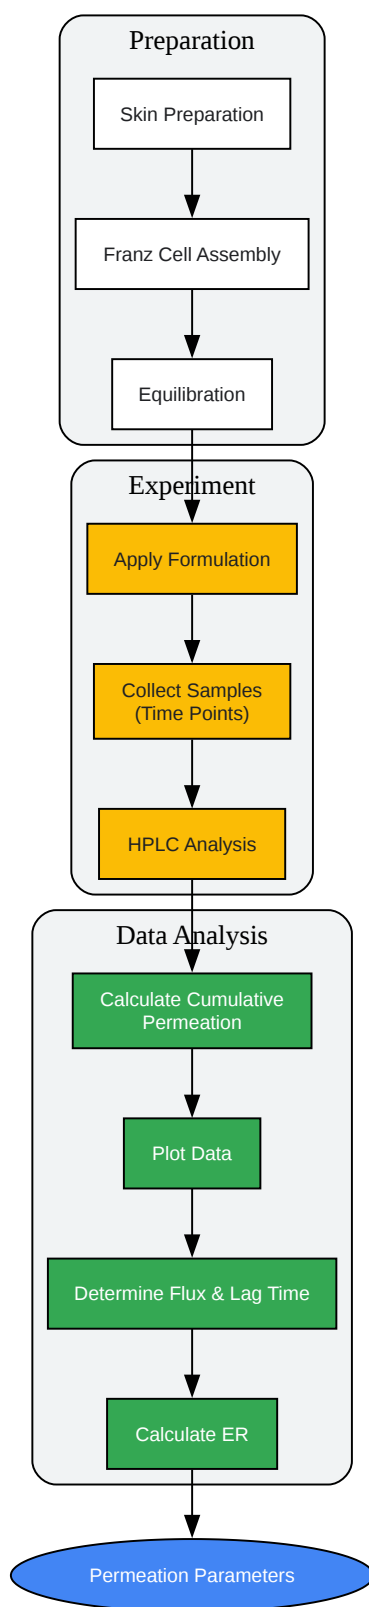 Preparation
Skin Preparation
Franz Cell Assembly
Equilibration
Experiment
Apply Formulation
Collect Samples
(Time Points)
HPLC Analysis
Data Analysis
Calculate Cumulative
Permeation
Plot Data
Determine Flux & Lag Time
Calculate ER
Permeation Parameters